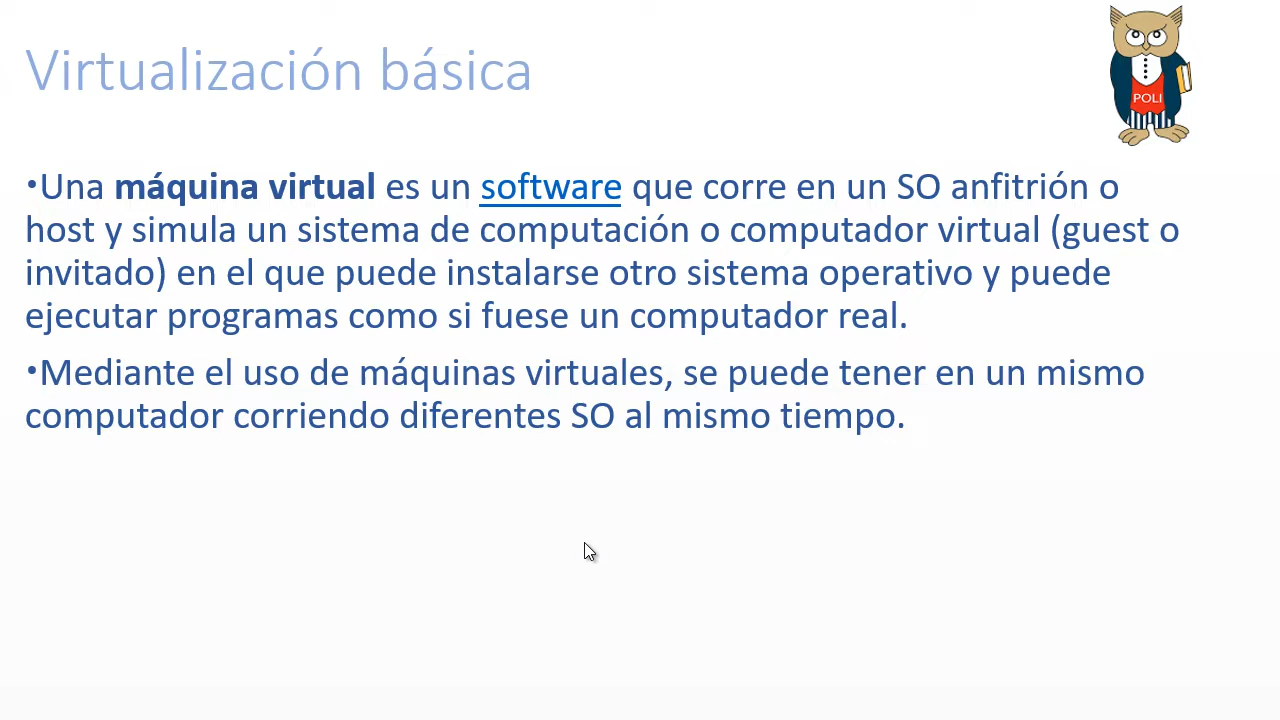 Virtualización básica
POLI
•Una máquina virtual es un software que corre en un SO anfitrión o
host y simula un sistema de computación o computador virtual (guest o
invitado) en el que puede instalarse otro sistema operativo y puede
ejecutar programas como si fuese un computador real.
•Mediante el uso de máquinas virtuales, se puede tener en un mismo
computador corriendo diferentes SO al mismo tiempo.